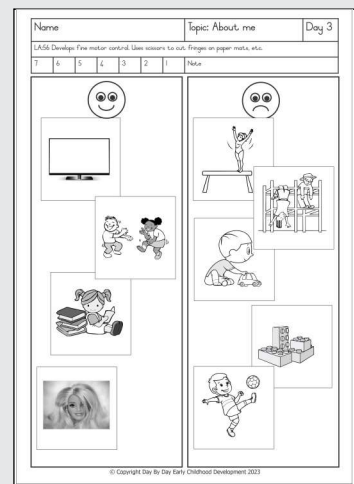 Name
Topic: About me
Day 3
LA56 Develops fine motor control. Uses scissors to cut fringes on paper mats, etc.
7 6 5 4 3 2 1 Note
© Copyright Day By Day Early Childhood Development 2023